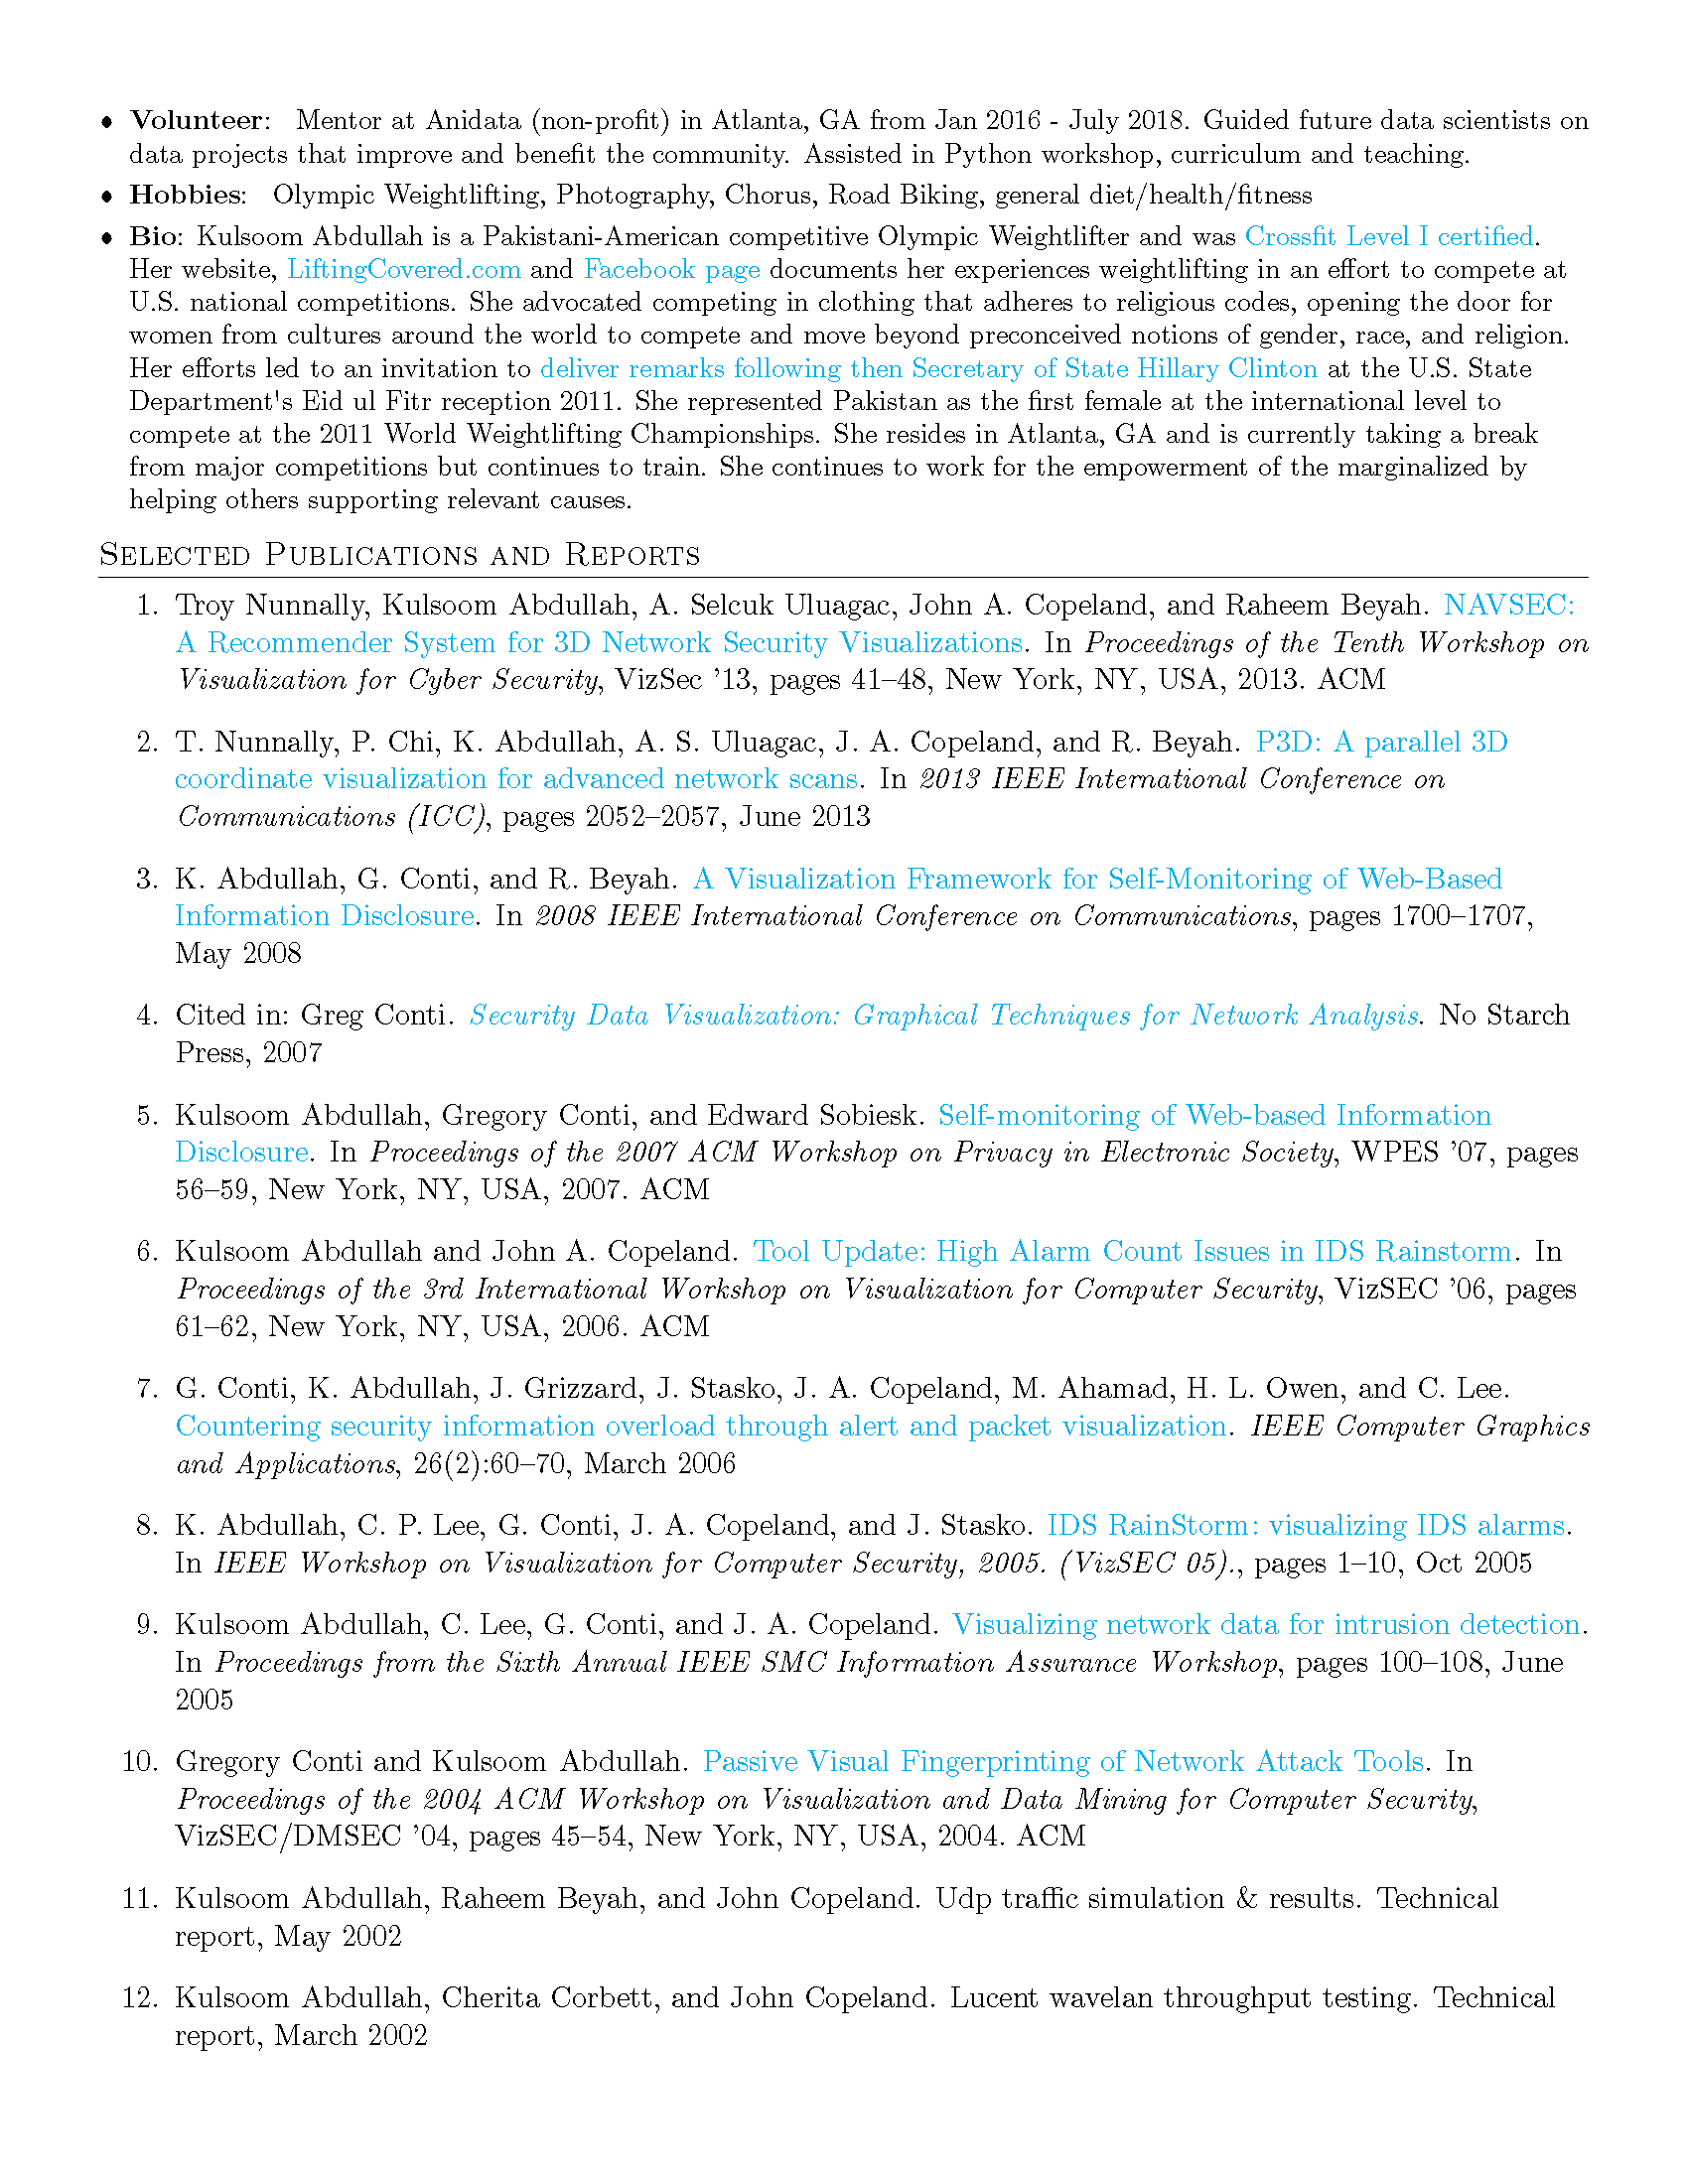 • Volunteer: Mentor at Anidata (non-profit) in Atlanta, GA from Jan 2016 - July 2018. Guided future data scientists on
data projects that improve and benefit the community. Assisted in Python workshop, curriculum and teaching.
• Hobbies: Olympic Weightlifting, Photography, Chorus, Road Biking, general diet/health/fitness
• Bio: Kulsoom Abdullah is a Pakistani-American competitive Olympic Weightlifter and was Crossfit Level I certified.
Her website, LiftingCovered.com and Facebook page documents her experiences weightlifting in an effort to compete at
U.S. national competitions. She advocated competing in clothing that adheres to religious codes, opening the door for
women from cultures around the world to compete and move beyond preconceived notions of gender, race, and religion.
Her efforts led to an invitation to deliver remarks following then Secretary of State Hillary Clinton at the U.S. State
Department's Eid ul Fitr reception 2011. She represented Pakistan as the first female at the international level to
compete at the 2011 World Weightlifting Championships. She resides in Atlanta, GA and is currently taking a break
from major competitions but continues to train. She continues to work for the empowerment of the marginalized by
helping others supporting relevant causes.
Selected Publications and Reports
1. Troy Nunnally, Kulsoom Abdullah, A. Selcuk Uluagac, John A. Copeland, and Raheem Beyah. NAVSEC:
A Recommender System for 3D Network Security Visualizations. In Proceedings of the Tenth Workshop on
Visualization for Cyber Security, VizSec '13, pages 41–48, New York, NY, USA, 2013. ACM
2. T. Nunnally, P. Chi, K. Abdullah, A. S. Uluagac, J. A. Copeland, and R. Beyah. P3D: A parallel 3D
coordinate visualization for advanced network scans. In 2013 IEEE International Conference on
Communications (ICC), pages 2052–2057, June 2013
3. K. Abdullah, G. Conti, and R. Beyah. A Visualization Framework for Self-Monitoring of Web-Based
Information Disclosure. In 2008 IEEE International Conference on Communications, pages 1700–1707,
May 2008
4. Cited in: Greg Conti. Security Data Visualization: Graphical Techniques for Network Analysis. No Starch
Press, 2007
5. Kulsoom Abdullah, Gregory Conti, and Edward Sobiesk. Self-monitoring of Web-based Information
Disclosure. In Proceedings of the 2007 ACM Workshop on Privacy in Electronic Society, WPES '07, pages
56–59, New York, NY, USA, 2007. ACM
6. Kulsoom Abdullah and John A. Copeland. Tool Update: High Alarm Count Issues in IDS Rainstorm. In
Proceedings of the 3rd International Workshop on Visualization for Computer Security, VizSEC '06, pages
61–62, New York, NY, USA, 2006. ACM
7. G. Conti, K. Abdullah, J. Grizzard, J. Stasko, J. A. Copeland, M. Ahamad, H. L. Owen, and C. Lee.
Countering security information overload through alert and packet visualization. IEEE Computer Graphics
and Applications, 26(2):60–70, March 2006
8. K. Abdullah, C. P. Lee, G. Conti, J. A. Copeland, and J. Stasko. IDS RainStorm: visualizing IDS alarms.
In IEEE Workshop on Visualization for Computer Security, 2005. (VizSEC 05)., pages 1–10, Oct 2005
9. Kulsoom Abdullah, C. Lee, G. Conti, and J. A. Copeland. Visualizing network data for intrusion detection.
In Proceedings from the Sixth Annual IEEE SMC Information Assurance Workshop, pages 100–108, June
2005
10. Gregory Conti and Kulsoom Abdullah. Passive Visual Fingerprinting of Network Attack Tools. In
Proceedings of the 2004 ACM Workshop on Visualization and Data Mining for Computer Security,
VizSEC/DMSEC '04, pages 45–54, New York, NY, USA, 2004. ACM
11. Kulsoom Abdullah, Raheem Beyah, and John Copeland. Udp traffic simulation & results. Technical
report, May 2002
12. Kulsoom Abdullah, Cherita Corbett, and John Copeland. Lucent wavelan throughput testing. Technical
report, March 2002